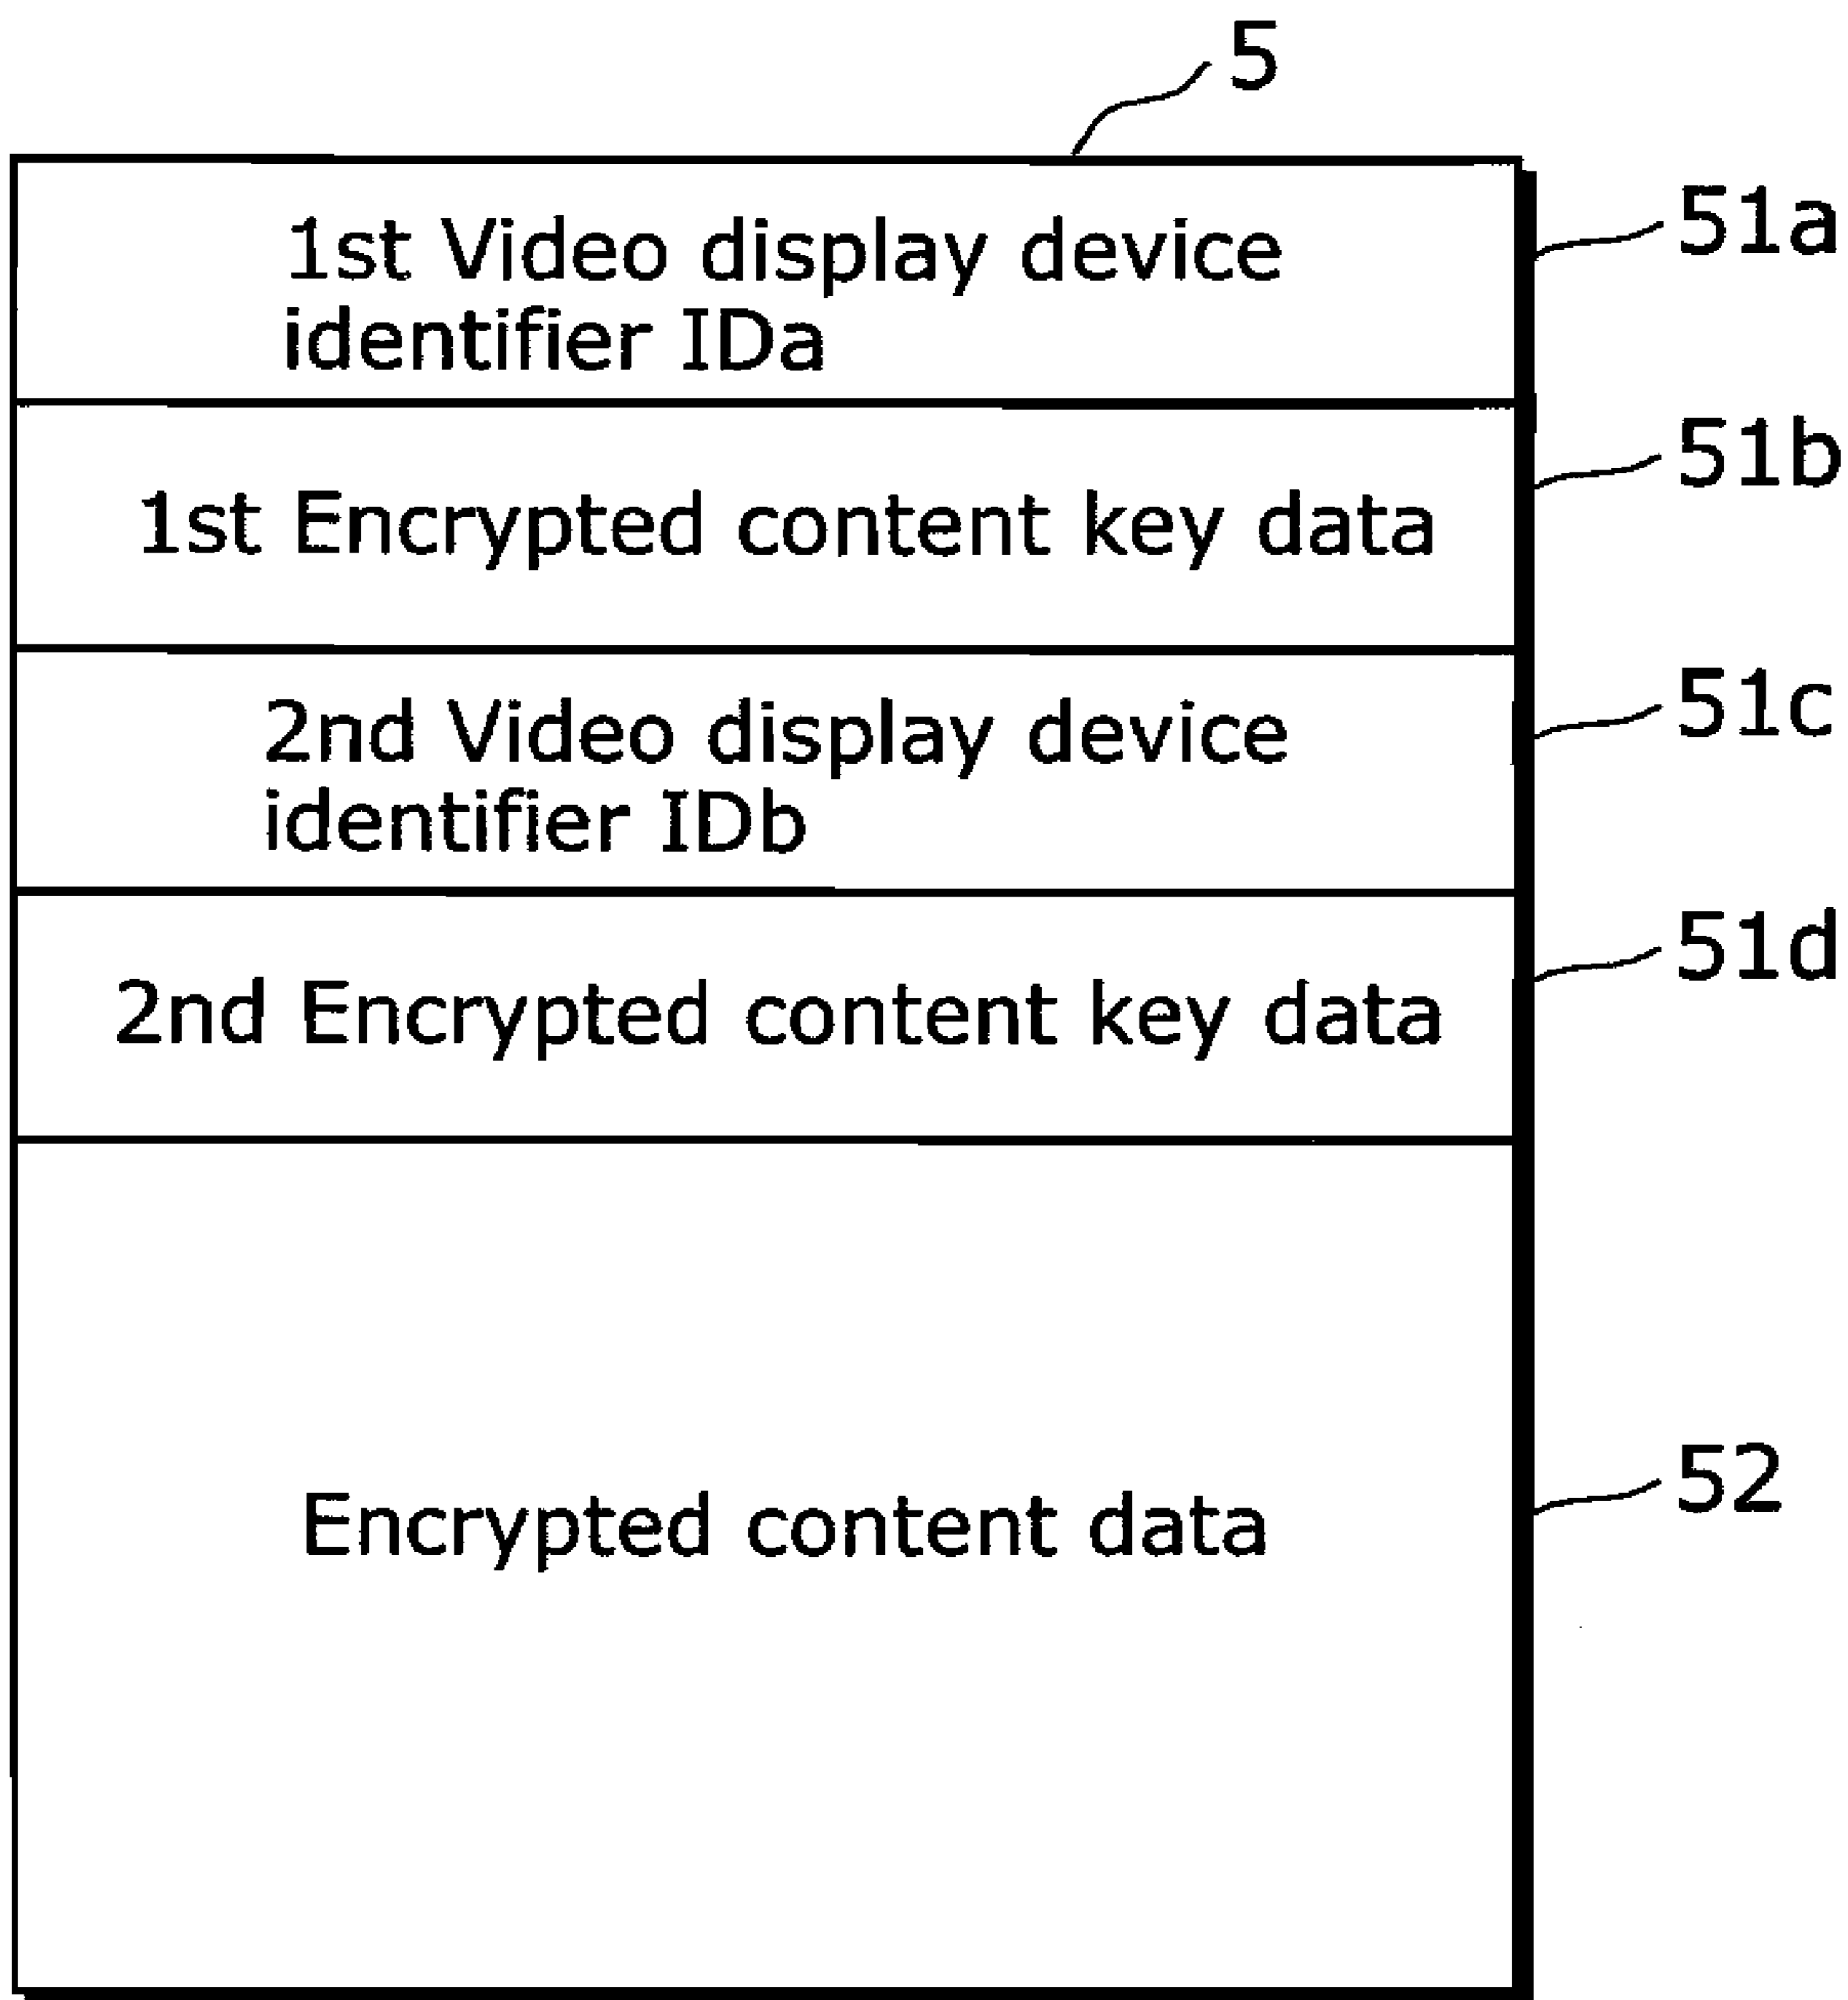 5
1st Video display device
identifier IDa
51a
1st Encrypted content key data
51b
2nd Video display device
identifier IDb
51c
2nd Encrypted content key data
51d
Encrypted content data
52